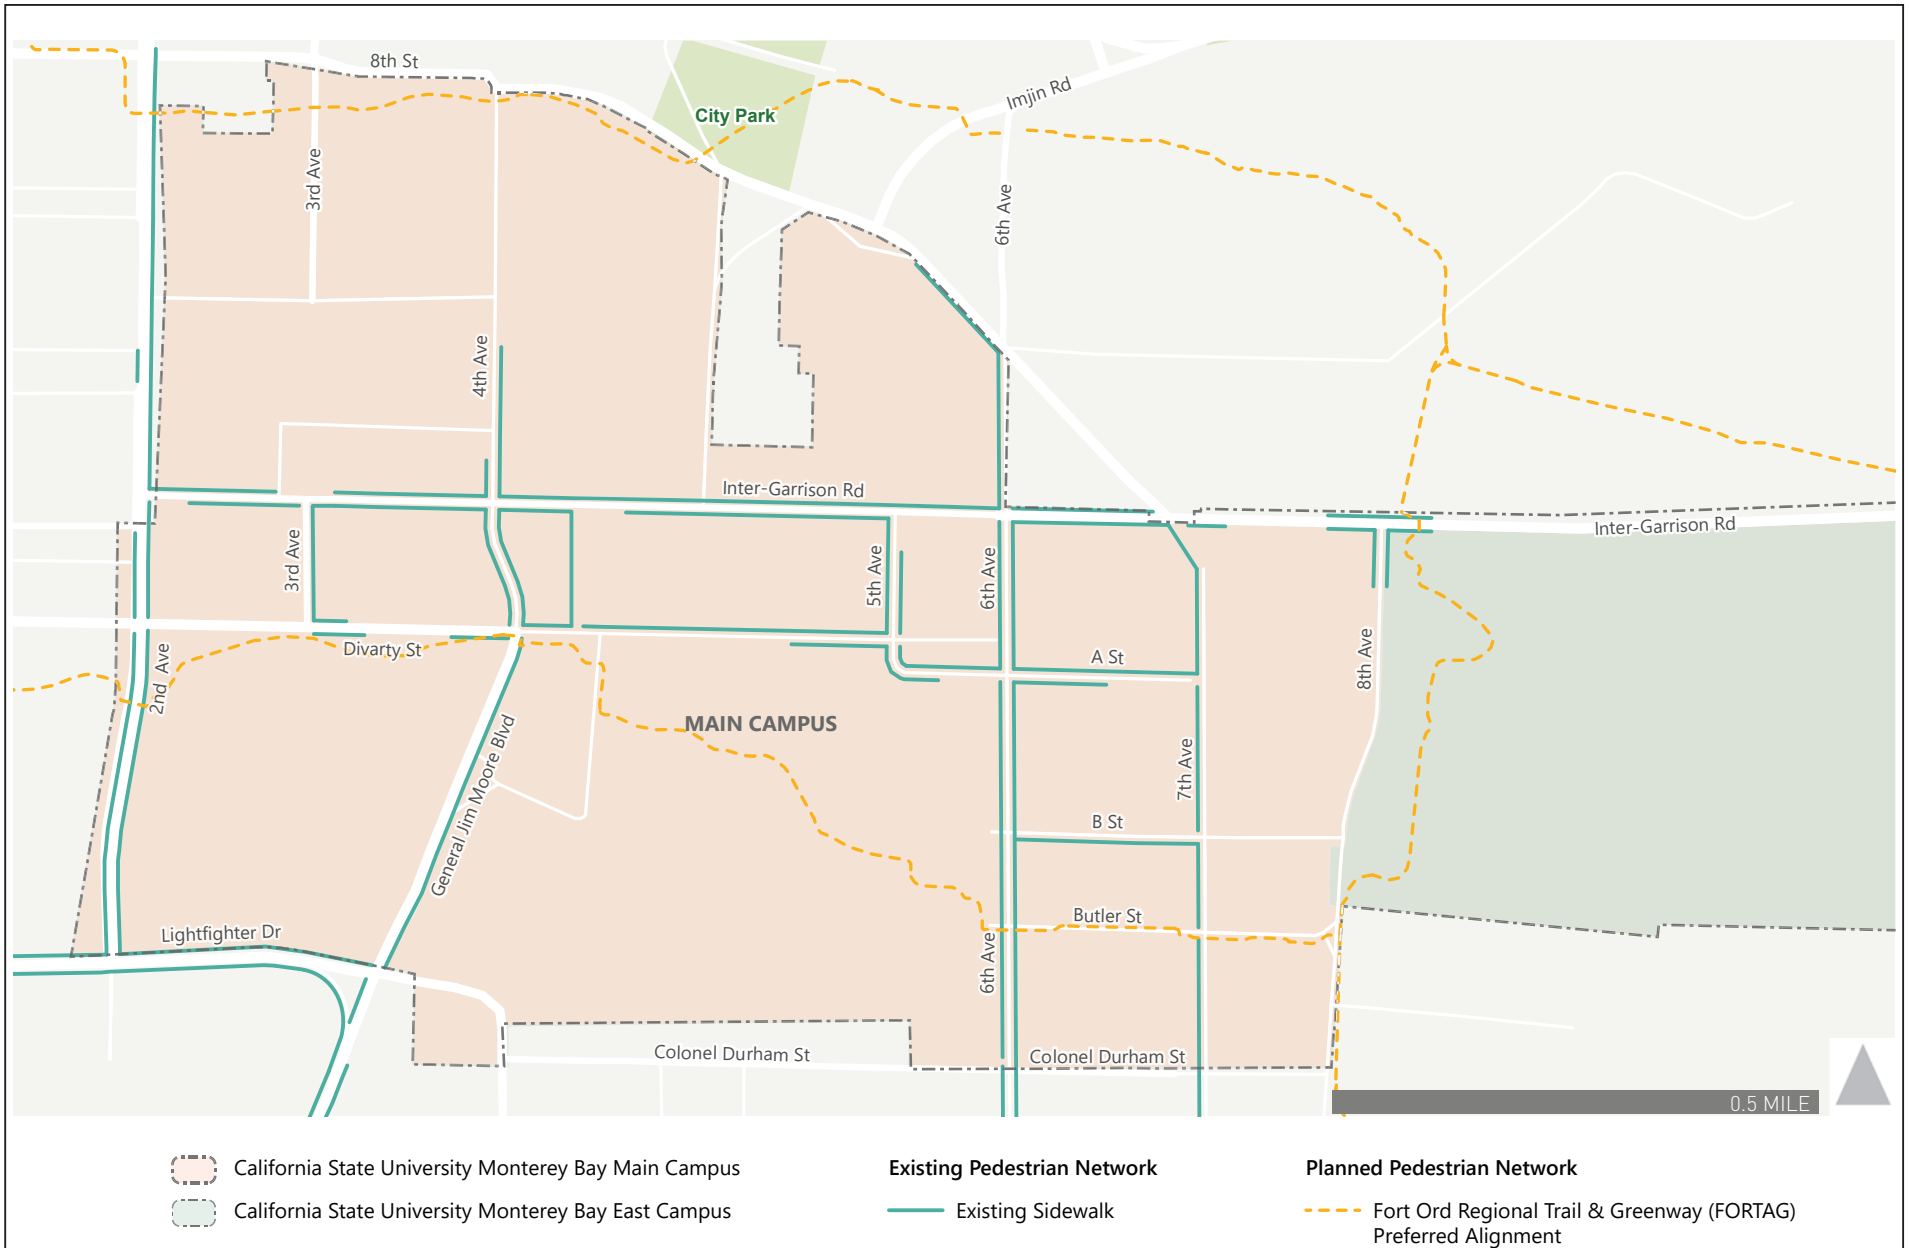 8th St
City Park
Imjin Rd
3rd Ave
6th Ave
4th Ave
Inter-Garrison Rd
Inter-Garrison Rd
3rd Ave
5th Ave
6th Ave
2nd Ave
Divarty St
A St
8th Ave
MAIN CAMPUS
General Jim Moore Blvd
7th Ave
B St
Butler St
Lightfighter Dr
6th Ave
Colonel Durham St
Colonel Durham St
0.5 MILE
California State University Monterey Bay Main Campus
California State University Monterey Bay East Campus
Existing Pedestrian Network
Existing Sidewalk
Planned Pedestrian Network
Fort Ord Regional Trail & Greenway (FORTAG)
Preferred Alignment